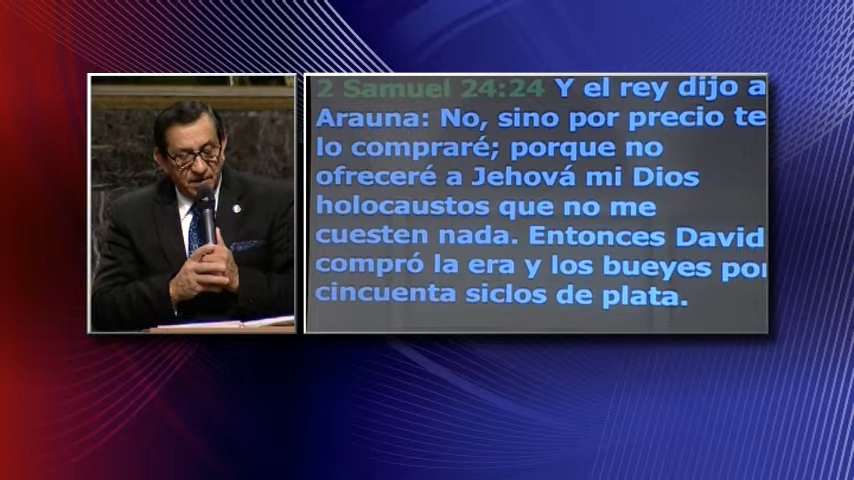 2 Samuel 24:24 Y el rey dijo a
Arauna: No, sino por precio te
lo compraré; porque no
ofreceré a Jehová mi Dios
holocaustos que no me
cuesten nada. Entonces David
compró la era y los bueyes por
cincuenta siclos de plata.